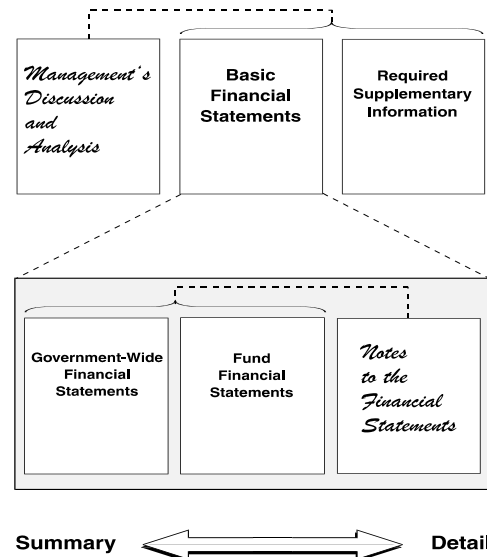 Management's
Discussion
and
Analysis
Basic
Financial
Statements
Required
Supplementary
Information
Government-Wide
Financial
Statements
Fund
Financial
Statements
Notes
to the
Financial
Statements
Summary
Detail